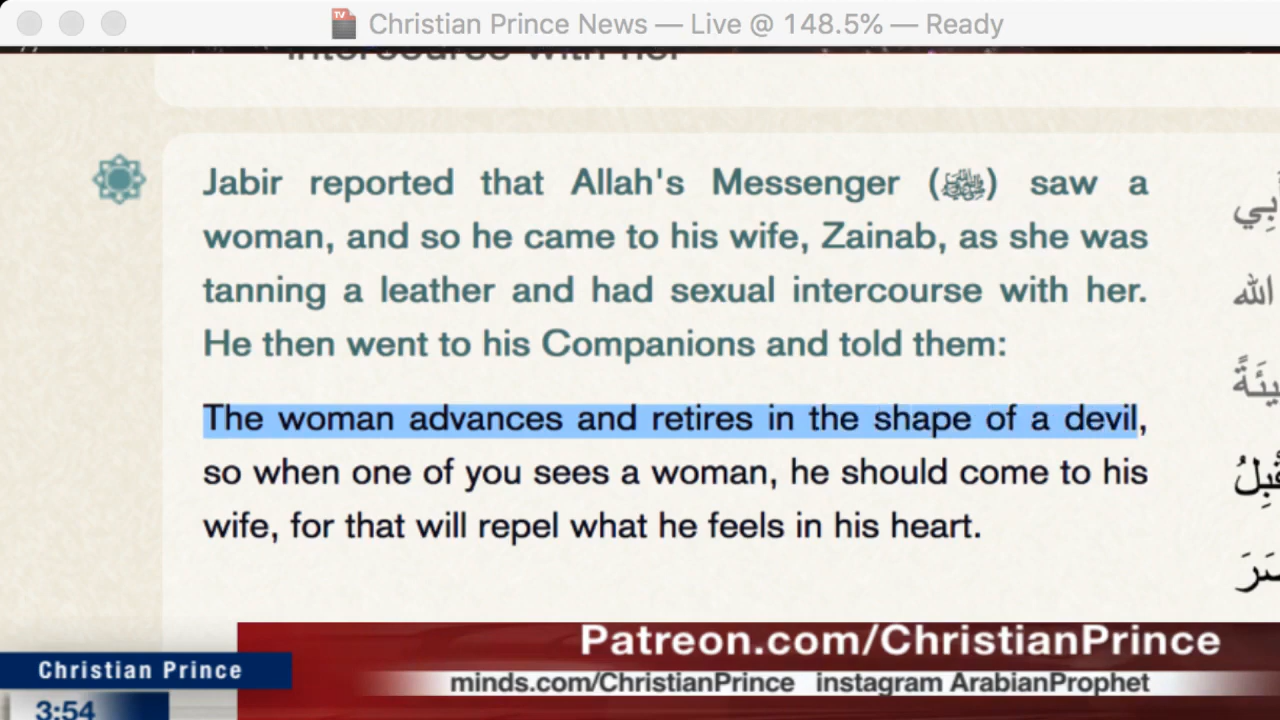 Christian Prince News — Live @ 148.5% — Ready
intercourse with her
Jabir reported that Allah's Messenger (ﷺ) saw a
woman, and so he came to his wife, Zainab, as she was
tanning a leather and had sexual intercourse with her.
He then went to his Companions and told them:
The woman advances and retires in the shape of a devil,
so when one of you sees a woman, he should come to his
wife, for that will repel what he feels in his heart.
الله
Patreon.com/ChristianPrince
Christian Prince
minds.com/ChristianPrince instagram ArabianProphet
3:54